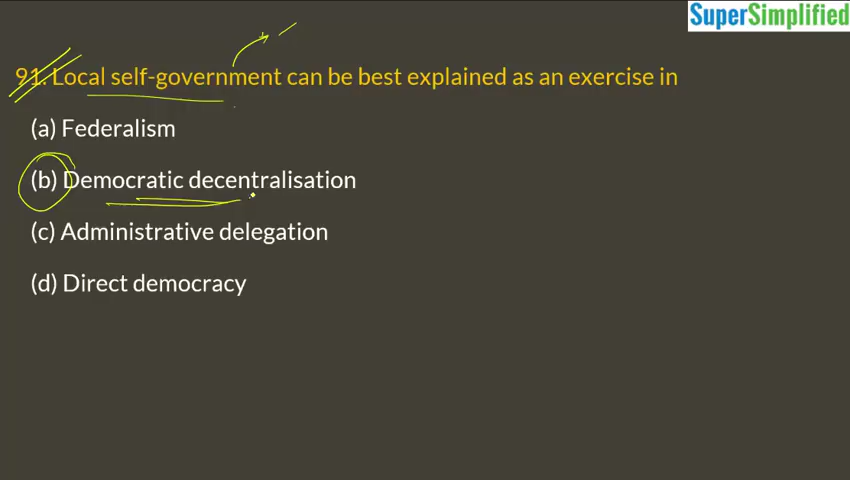 SuperSimplified
91. Local self-government can be best explained as an exercise in
(a) Federalism
(b) Democratic decentralisation
(c) Administrative delegation
(d) Direct democracy